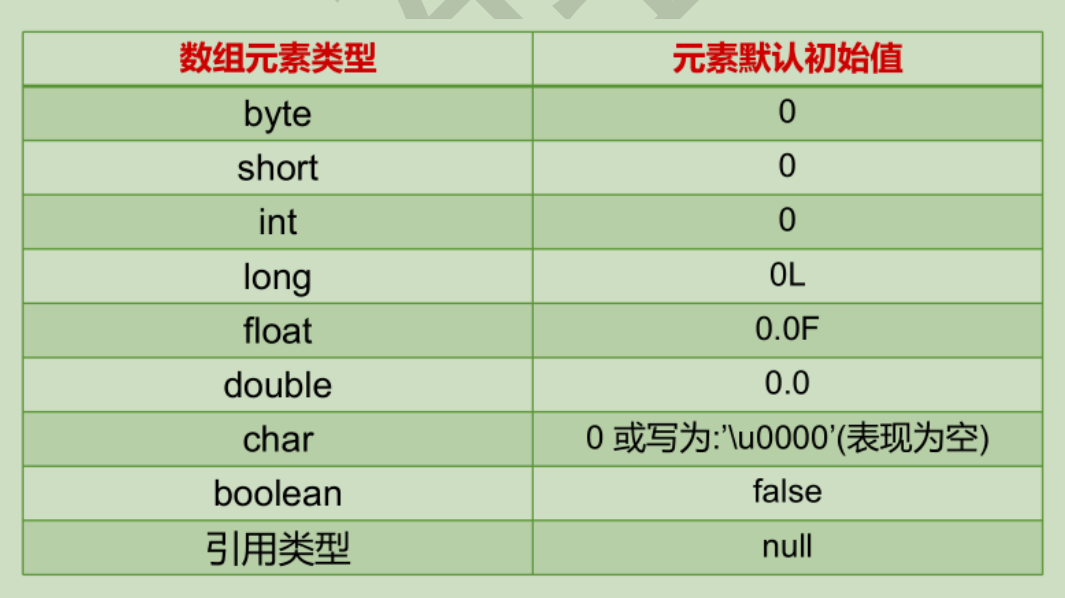 数组元素类型 元素默认初始值
byte 0
short 0
int 0
long 0L
float 0.0F
double 0.0
char 0 或写为:’\u0000’(表现为空)
boolean false
引用类型 null